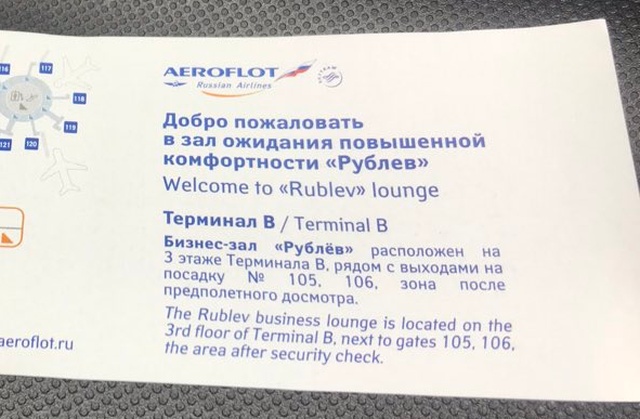 116
117
118
119
120
121
AEROFLOT
Russian Airlines
SKYTEAM
Добро пожаловать
в зал ожидания повышенной
комфортности «Рублев»
Welcome to «Rublev» lounge
Терминал B / Terminal B
Бизнес-зал «Рублёв» расположен на
3 этаже Терминала B, рядом с выходами на
посадку № 105, 106, зона после
предполетного досмотра.
The Rublev business lounge is located on the
3rd floor of Terminal B, next to gates 105, 106,
the area after security check.
aeroflot.ru